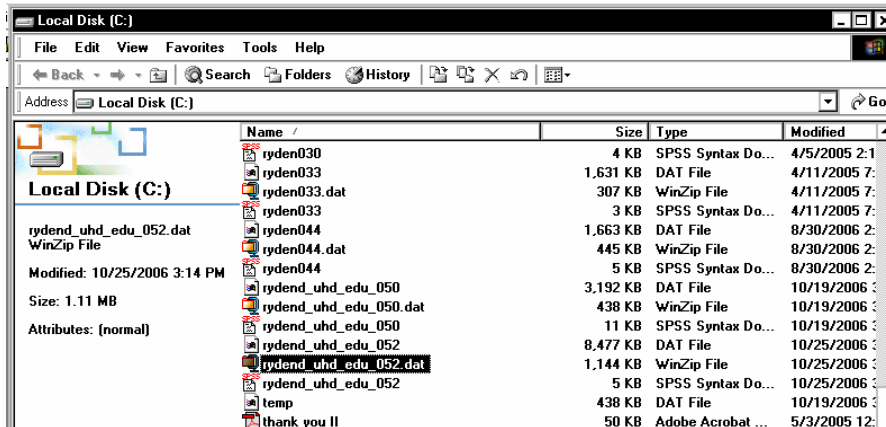 Local Disk (C:)
File Edit View Favorites Tools Help
Back Search Folders History
Address Local Disk (C:) Go
Name Size Type Modified
ryden030 4 KB SPSS Syntax Do... 4/5/2005 2:1
ryden033 1,631 KB DAT File 4/11/2005 7:
Local Disk (C:) ryden033.dat 307 KB WinZip File 4/11/2005 7:
ryden033 3 KB SPSS Syntax Do... 4/11/2005 7:
rydend_uhd_edu_052.dat ryden044 1,663 KB DAT File 8/30/2006 2:
WinZip File ryden044.dat 445 KB WinZip File 8/30/2006 2:
Modified: 10/25/2006 3:14 PM ryden044 5 KB SPSS Syntax Do... 8/30/2006 2:
rydend_uhd_edu_050 3,192 KB DAT File 10/19/2006 3
Size: 1.11 MB rydend_uhd_edu_050.dat 438 KB WinZip File 10/19/2006 3
Attributes: (normal) rydend_uhd_edu_050 11 KB SPSS Syntax Do... 10/19/2006 3
rydend_uhd_edu_052 8,477 KB DAT File 10/25/2006 3
rydend_uhd_edu_052.dat 1,144 KB WinZip File 10/25/2006 3
rydend_uhd_edu_052 5 KB SPSS Syntax Do... 10/25/2006 3
temp 438 KB DAT File 10/19/2006 3
thank you II 50 KB Adobe Acrobat ... 5/3/2005 12: